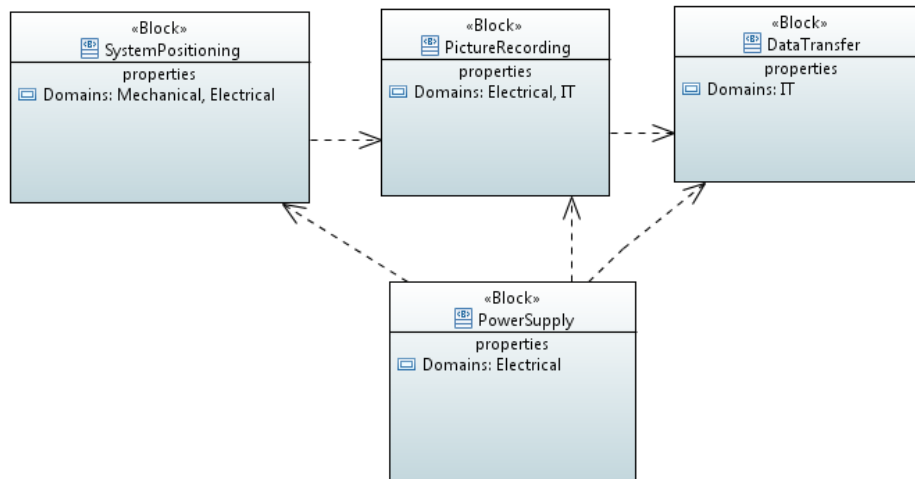 «Block»
SystemPositioning
properties
Domains: Mechanical, Electrical
«Block»
PictureRecording
properties
Domains: Electrical, IT
«Block»
DataTransfer
properties
Domains: IT
«Block»
PowerSupply
properties
Domains: Electrical